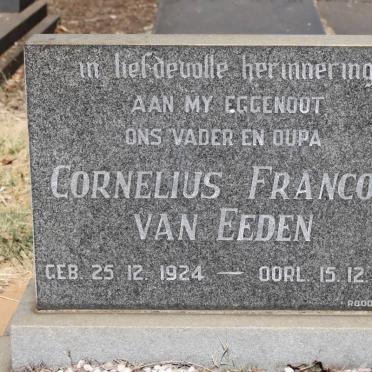 in liefdevolle herinnering
AAN MY EGGENOOT
ONS VADER EN OUPA
CORNELIUS FRANCO
VAN EEDEN
GEB. 25. 12. 1924 — OORL. 15. 12.